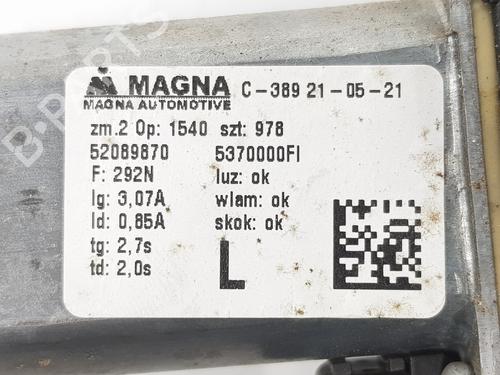 MAGNA C-389 21-05-21
MAGNA AUTOMOTIVE
zm.2 Op: 1540 szt: 978
52089870 5370000FI
F: 292N luz: ok
Ig: 3,07A wlam: ok
Id: 0,85A skok: ok
tg: 2,7s
td: 2,0s
L
B-PARTS